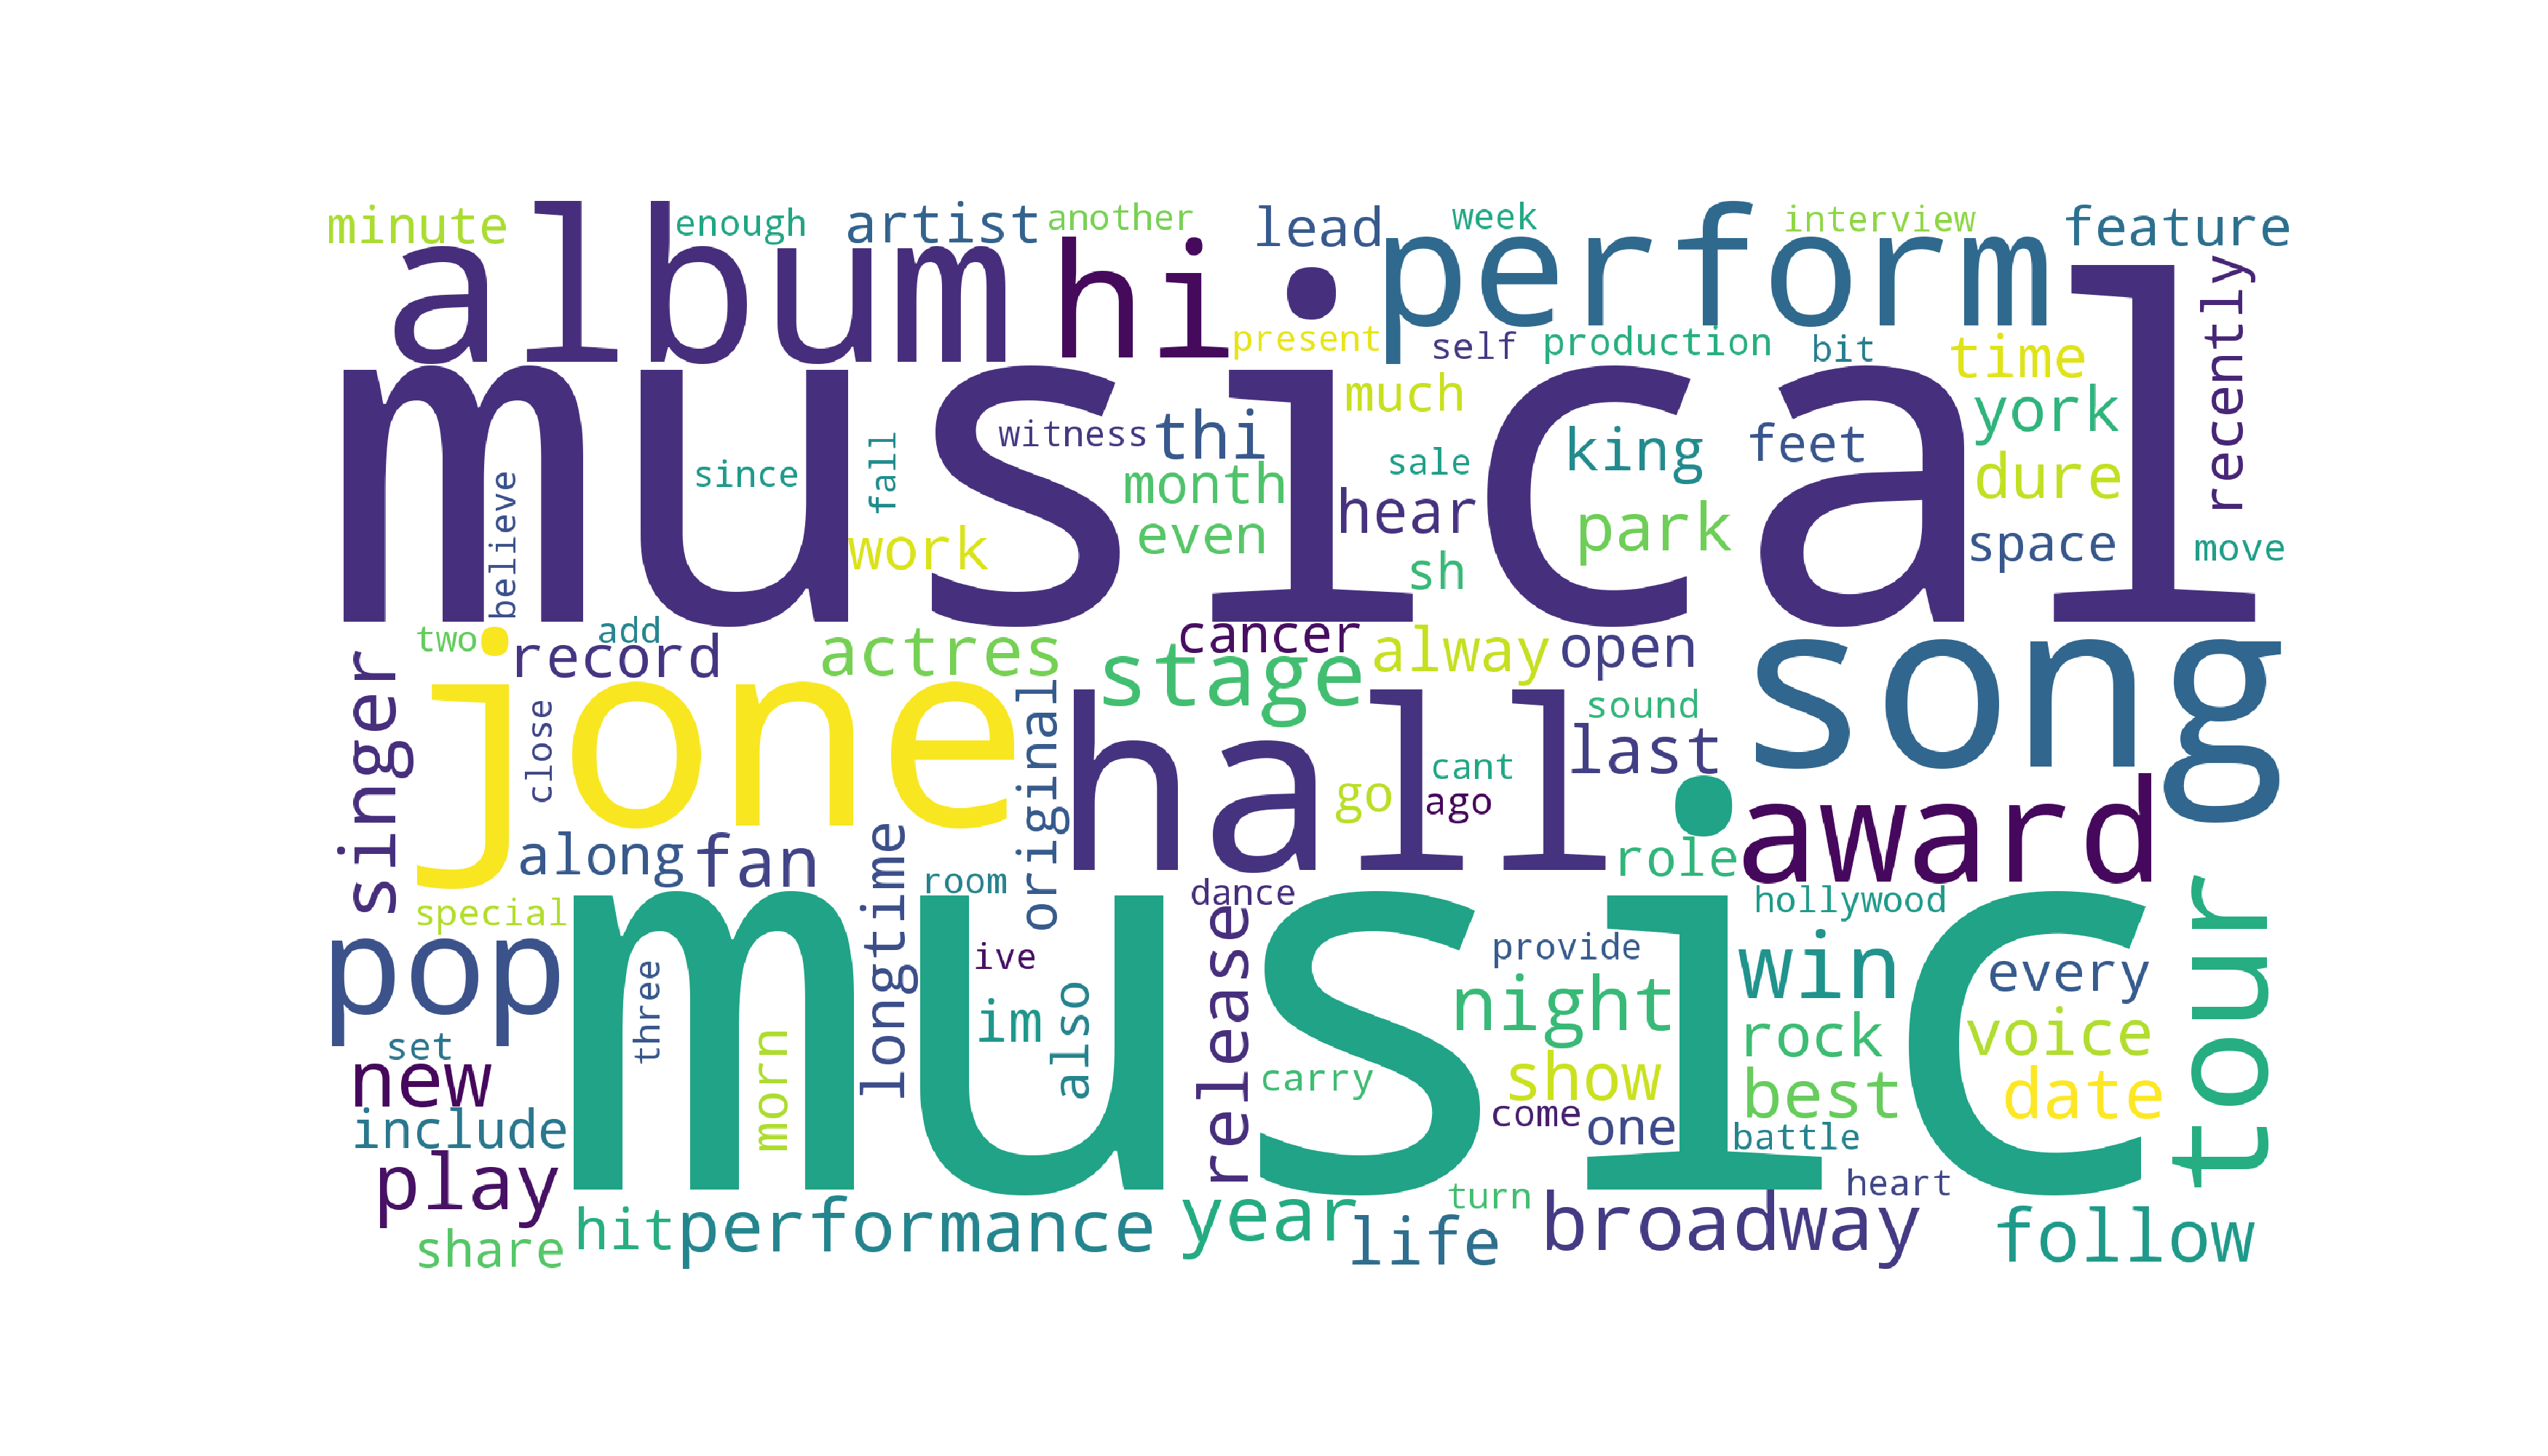 minute
enough
artist
another
lead
week
interview
feature
album
hi
perform
recently
present
self
production
bit
time
musical
much
york
witness
thi
king
feet
since
fall
month
sale
dure
believe
hear
park
work
even
space
move
sh
two
add
record
actres
cancer
alway
open
song
singer
stage
jone
close
original
hall
sound
last
cant
go
ago
award
along
fan
longtime
role
room
dance
hollywood
special
music
tour
pop
three
ive
release
provide
win
every
im
also
night
rock
voice
set
new
morn
carry
show
best
date
include
come
one
battle
play
share
hit
performance
year
turn
life
broadway
heart
follow